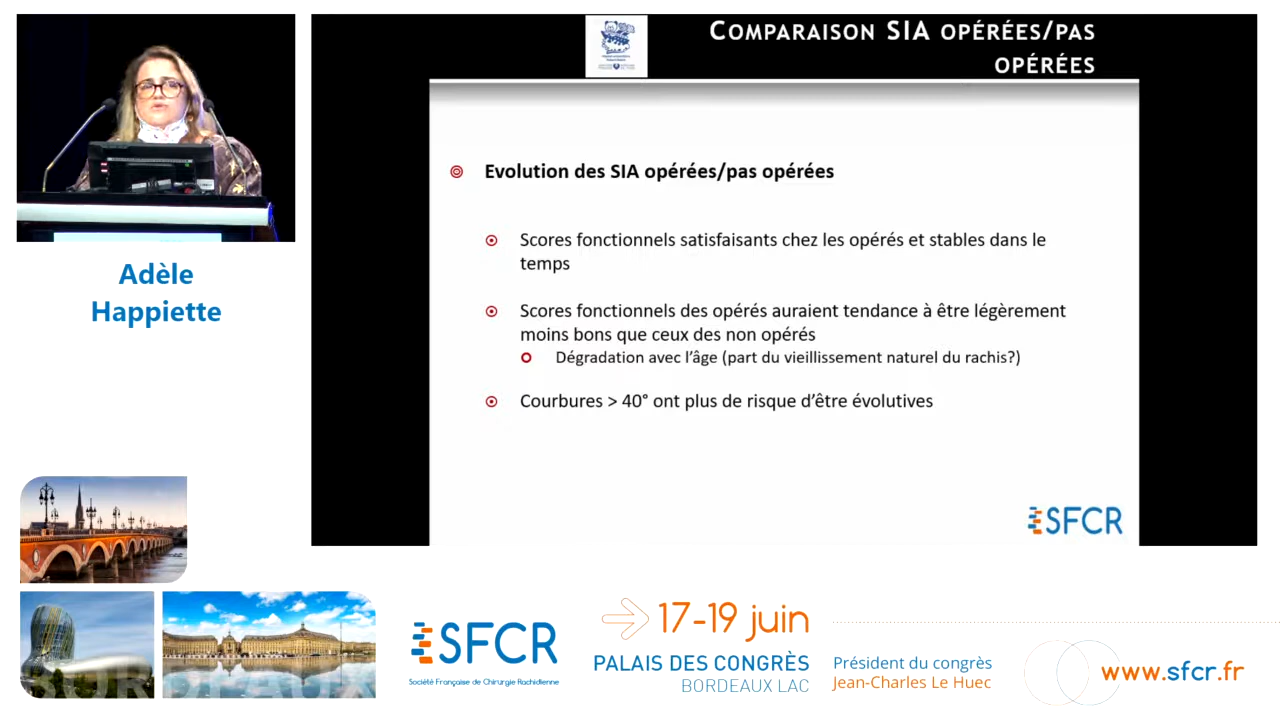 COMPARAISON SIA OPÉRÉES/PAS
OPÉRÉES
Adèle
Happiette
Evolution des SIA opérées/pas opérées
Scores fonctionnels satisfaisants chez les opérés et stables dans le
temps
Scores fonctionnels des opérés auraient tendance à être légèrement
moins bons que ceux des non opérés
Dégradation avec l'âge (part du vieillissement naturel du rachis?)
Courbures > 40° ont plus de risque d'être évolutives
SFCR
BORDEAUX
SFCR
Société Française de Chirurgie Rachidienne
17-19 juin
PALAIS DES CONGRÈS
BORDEAUX LAC
Président du congrès
Jean-Charles Le Huec
www.sfcr.fr